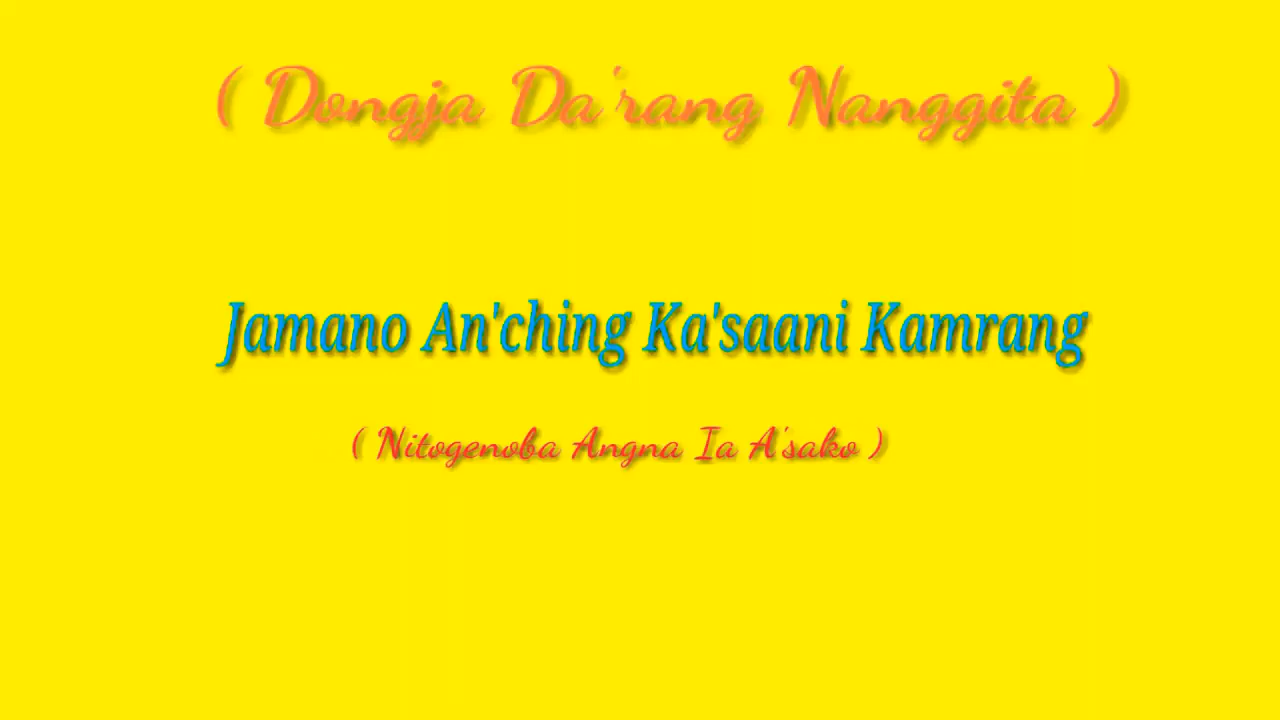 ( Dongja Da'rang Nanggita )
Jamano An'ching Ka'saani Kamrang
( Nitogenoba Angna Ia A'sako )